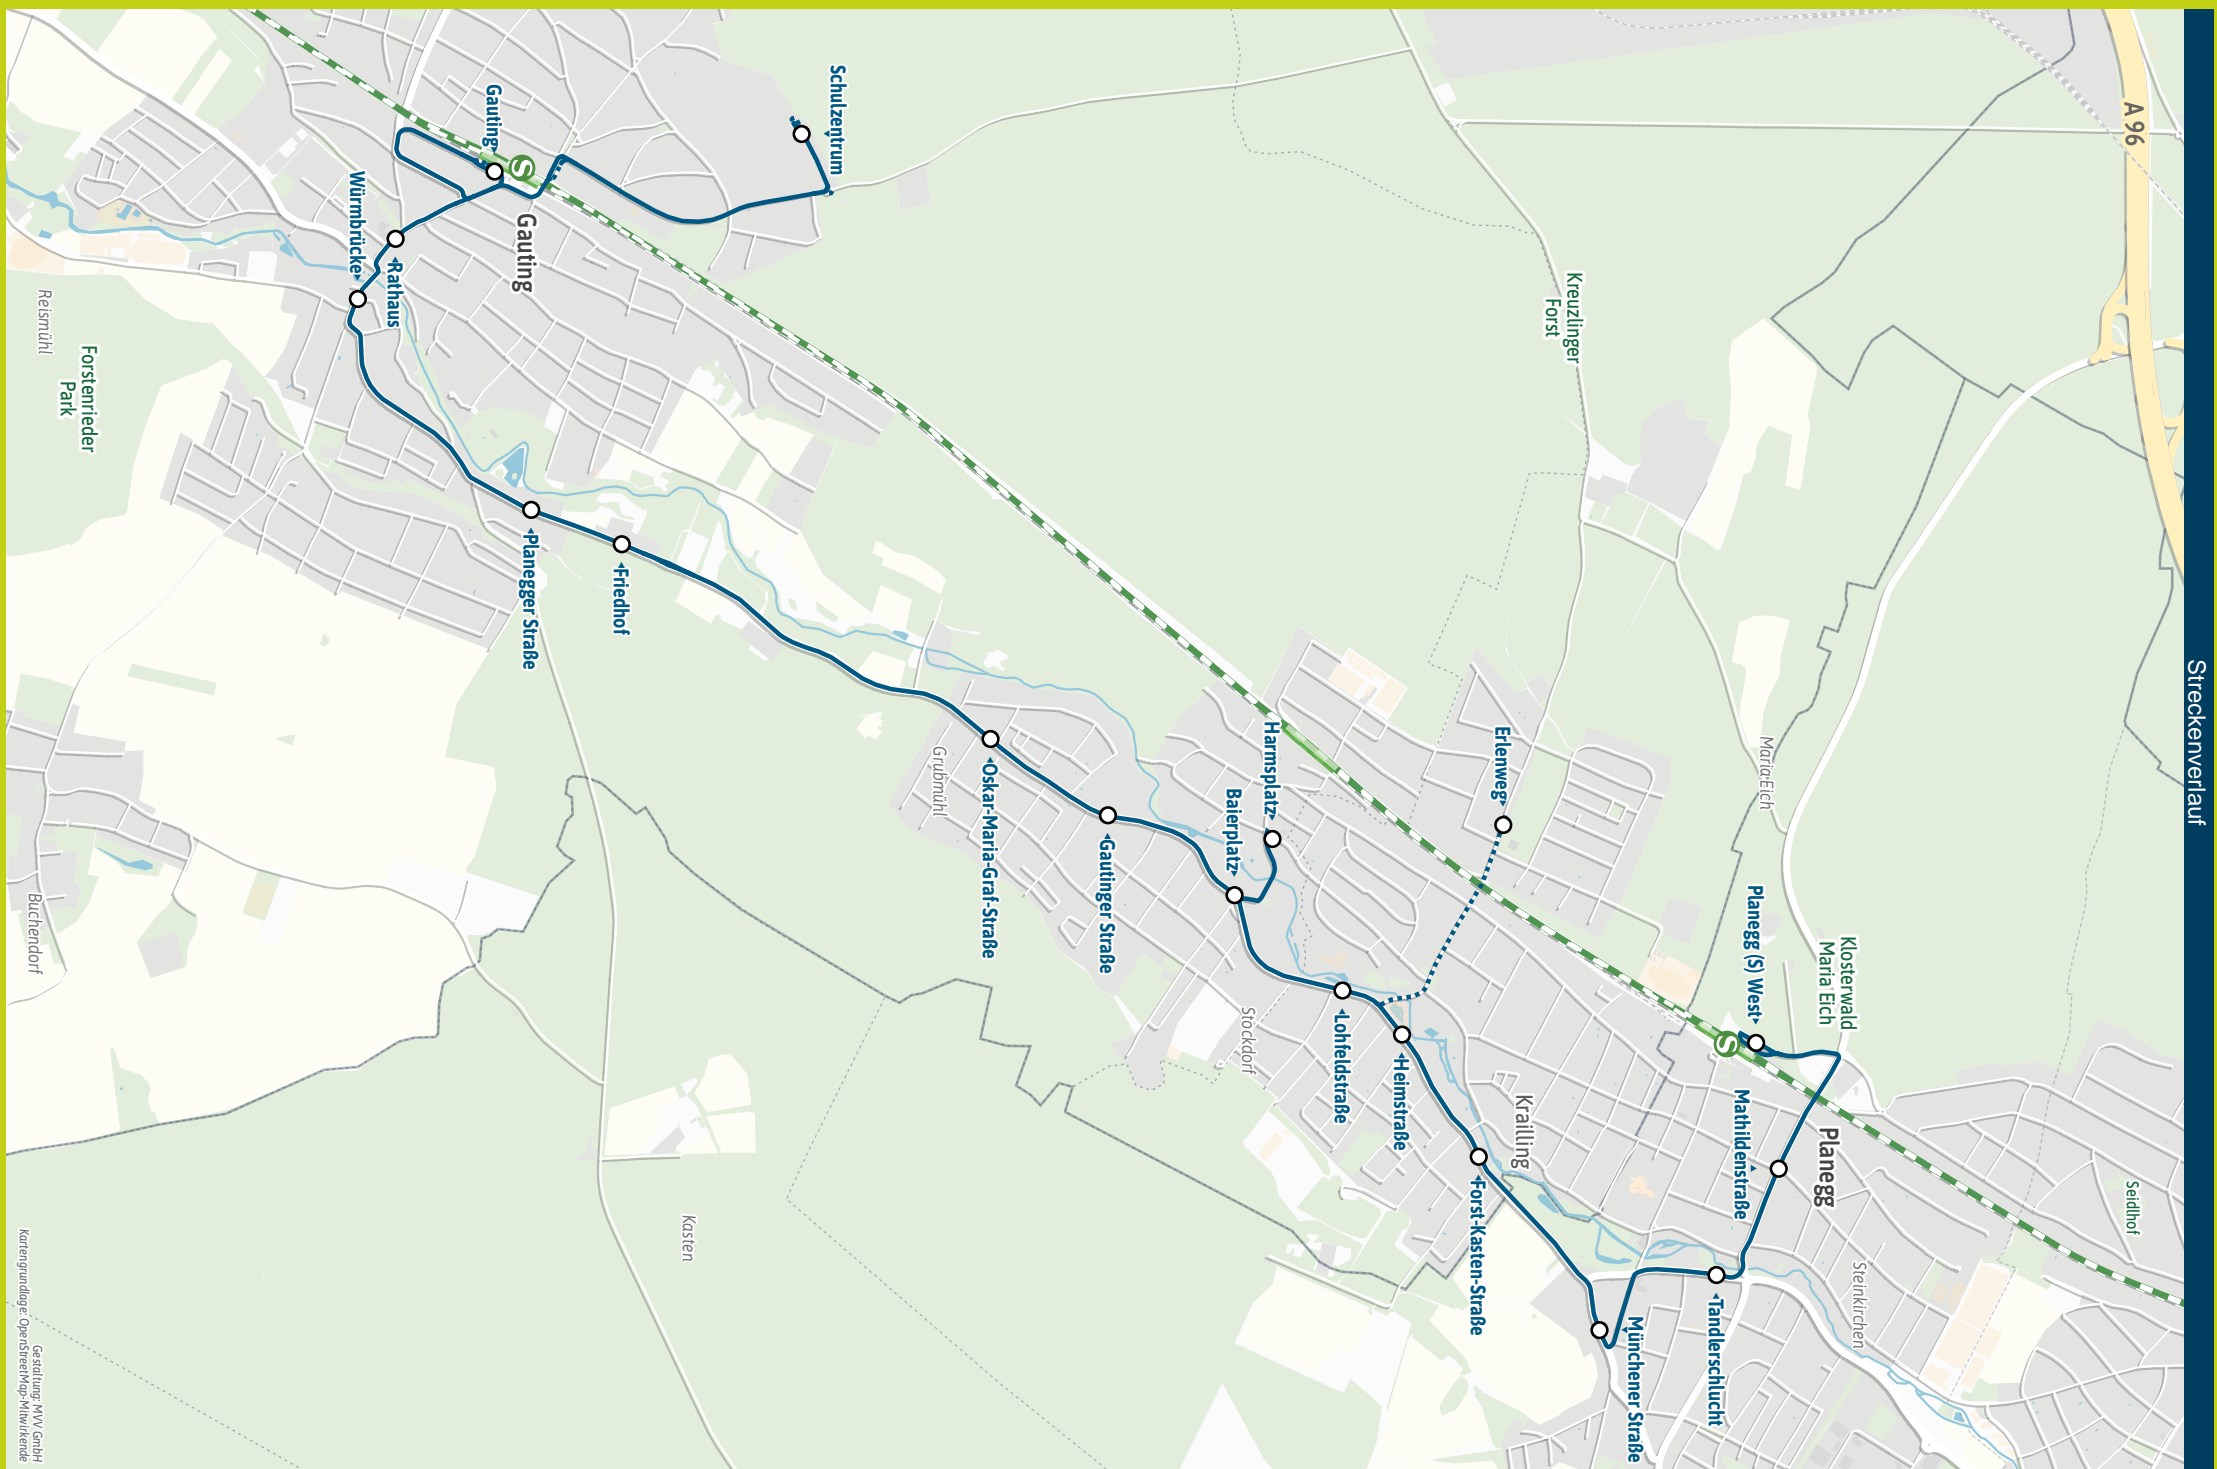 Streckenverlauf
A 96
Seidlhof
Klosterwald
Maria Eich
Planegg
Steinkirchen
Maria Eich
Planegg (S) West
Mathildenstraße
Tandlerschlucht
Münchener Straße
Kreuzlinger
Forst
Erlenweg
Krailling
Forst-Kasten-Straße
Heimstraße
Lohfeldstraße
Harmsplatz
Baierplatz
Stockdorf
Gautinger Straße
Oskar-Maria-Graf-Straße
Grubmühl
Schulzentrum
S
S
Gauting
Gauting
Friedhof
Planegger Straße
Rathaus
Würmbrücke
Kasten
Forstenrieder
Park
Reismühl
Buchendorf
Gestaltung: MVV GmbH
Kartengrundlage: OpenStreetMap-Mitwirkende